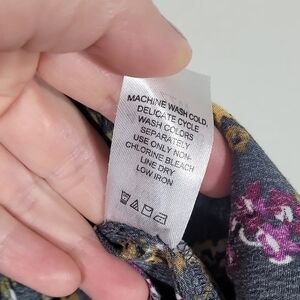 MACHINE WASH COLD,
DELICATE CYCLE
WASH COLORS
SEPARATELY
USE ONLY NON-
CHLORINE BLEACH
LINE DRY
LOW IRON